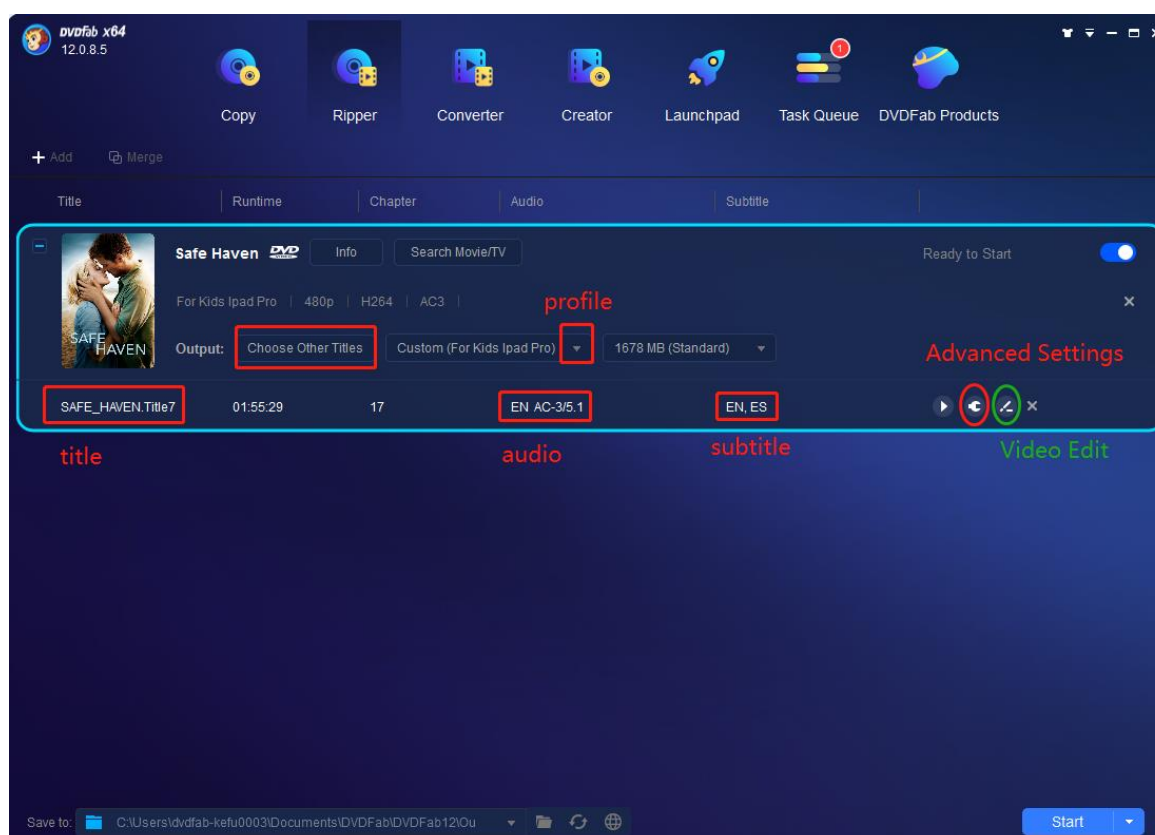 DVDFab x64
12.0.8.5
1
Copy Ripper Converter Creator Launchpad Task Queue DVDFab Products
Add Merge
Title Runtime Chapter Audio Subtitle
Safe Haven DVD Info Search Movie/TV Ready to Start
For Kids Ipad Pro | 480p | H264 | AC3 |
profile
SAFE HAVEN
Output: Choose Other Titles Custom (For Kids Ipad Pro) 1678 MB (Standard)
Advanced Settings
SAFE_HAVEN.Title7 01:55:29 17 EN AC-3/5.1 EN, ES
title audio subtitle Video Edit
Save to: C:\Users\dvdfab-kefu0003\Documents\DVDFab\DVDFab12\Ou Start